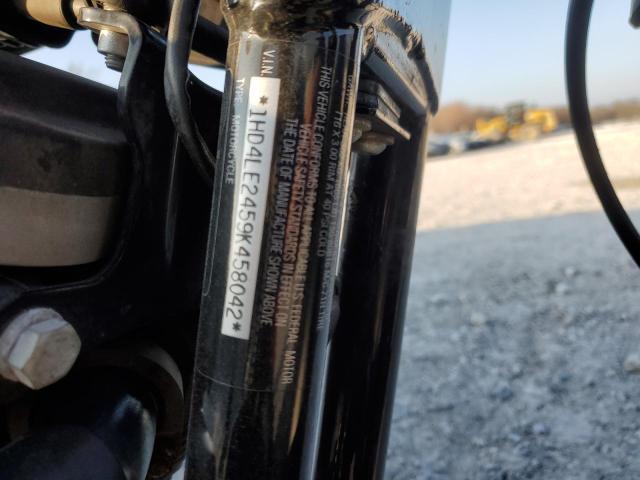 V.I.N.
*1HD4LE2459K458042*
TYPE MOTORCYCLE
THIS VEHICLE CONFORMS TO ALL APPLICABLE U.S. FEDERAL MOTOR
VEHICLE SAFETY STANDARDS IN EFFECT ON
THE DATE OF MANUFACTURE SHOWN ABOVE